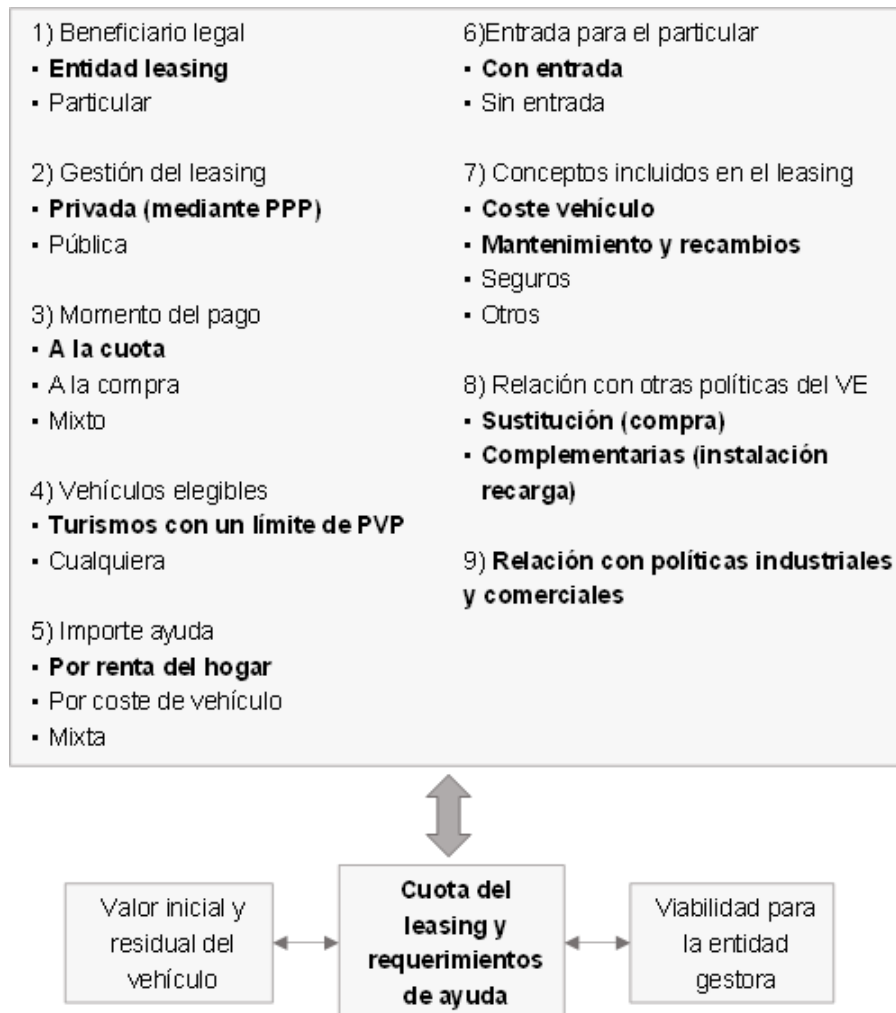 1) Beneficiario legal
▪ Entidad leasing
▪ Particular
2) Gestión del leasing
▪ Privada (mediante PPP)
▪ Pública
3) Momento del pago
▪ A la cuota
▪ A la compra
▪ Mixto
4) Vehículos elegibles
▪ Turismos con un límite de PVP
▪ Cualquiera
5) Importe ayuda
▪ Por renta del hogar
▪ Por coste de vehículo
▪ Mixta
6)Entrada para el particular
▪ Con entrada
▪ Sin entrada
7) Conceptos incluidos en el leasing
▪ Coste vehículo
▪ Mantenimiento y recambios
▪ Seguros
▪ Otros
8) Relación con otras políticas del VE
▪ Sustitución (compra)
▪ Complementarias (instalación
recarga)
9) Relación con políticas industriales
y comerciales
Valor inicial y
residual del
vehículo
Cuota del
leasing y
requerimientos
de ayuda
Viabilidad para
la entidad
gestora